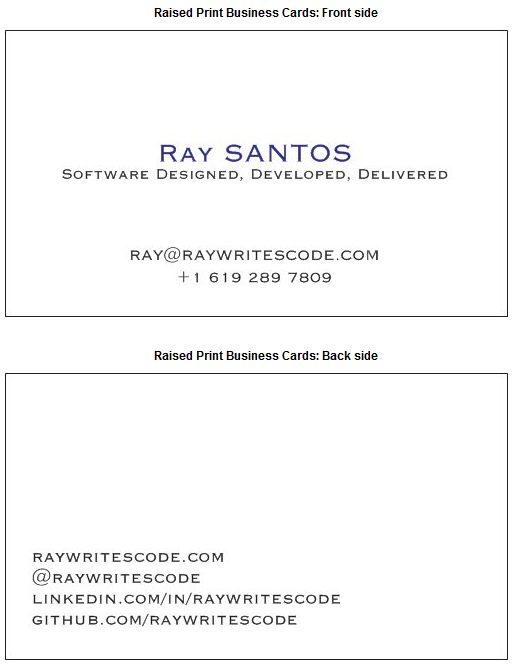 Raised Print Business Cards: Front side
Ray SANTOS
Software Designed, Developed, Delivered
ray@raywritescode.com
+1 619 289 7809
Raised Print Business Cards: Back side
raywritescode.com
@raywritescode
linkedin.com/in/raywritescode
github.com/raywritescode